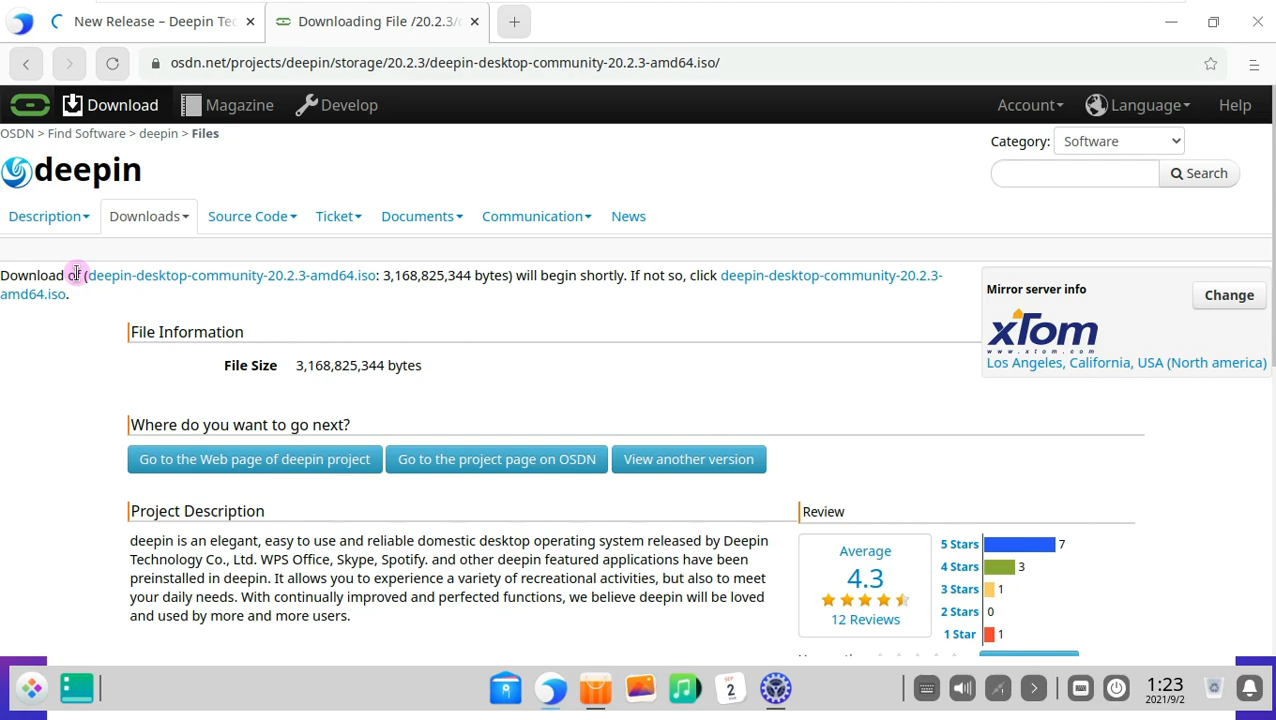 New Release – Deepin Tec
Downloading File /20.2.3/
osdn.net/projects/deepin/storage/20.2.3/deepin-desktop-community-20.2.3-amd64.iso/
Download Magazine Develop Account Language Help
OSDN > Find Software > deepin > Files
Category: Software
deepin
Search
Description Downloads Source Code Ticket Documents Communication News
Download of (deepin-desktop-community-20.2.3-amd64.iso: 3,168,825,344 bytes) will begin shortly. If not so, click deepin-desktop-community-20.2.3-
amd64.iso.
Mirror server info
Change
xTom
www.xtom.com
Los Angeles, California, USA (North america)
File Information
File Size 3,168,825,344 bytes
Where do you want to go next?
Go to the Web page of deepin project Go to the project page on OSDN View another version
Project Description
deepin is an elegant, easy to use and reliable domestic desktop operating system released by Deepin
Technology Co., Ltd. WPS Office, Skype, Spotify. and other deepin featured applications have been
preinstalled in deepin. It allows you to experience a variety of recreational activities, but also to meet
your daily needs. With continually improved and perfected functions, we believe deepin will be loved
and used by more and more users.
Review
Average
4.3
12 Reviews
5 Stars 7
4 Stars 3
3 Stars 1
2 Stars 0
1 Star 1
SEP
2
1:23
2021/9/2